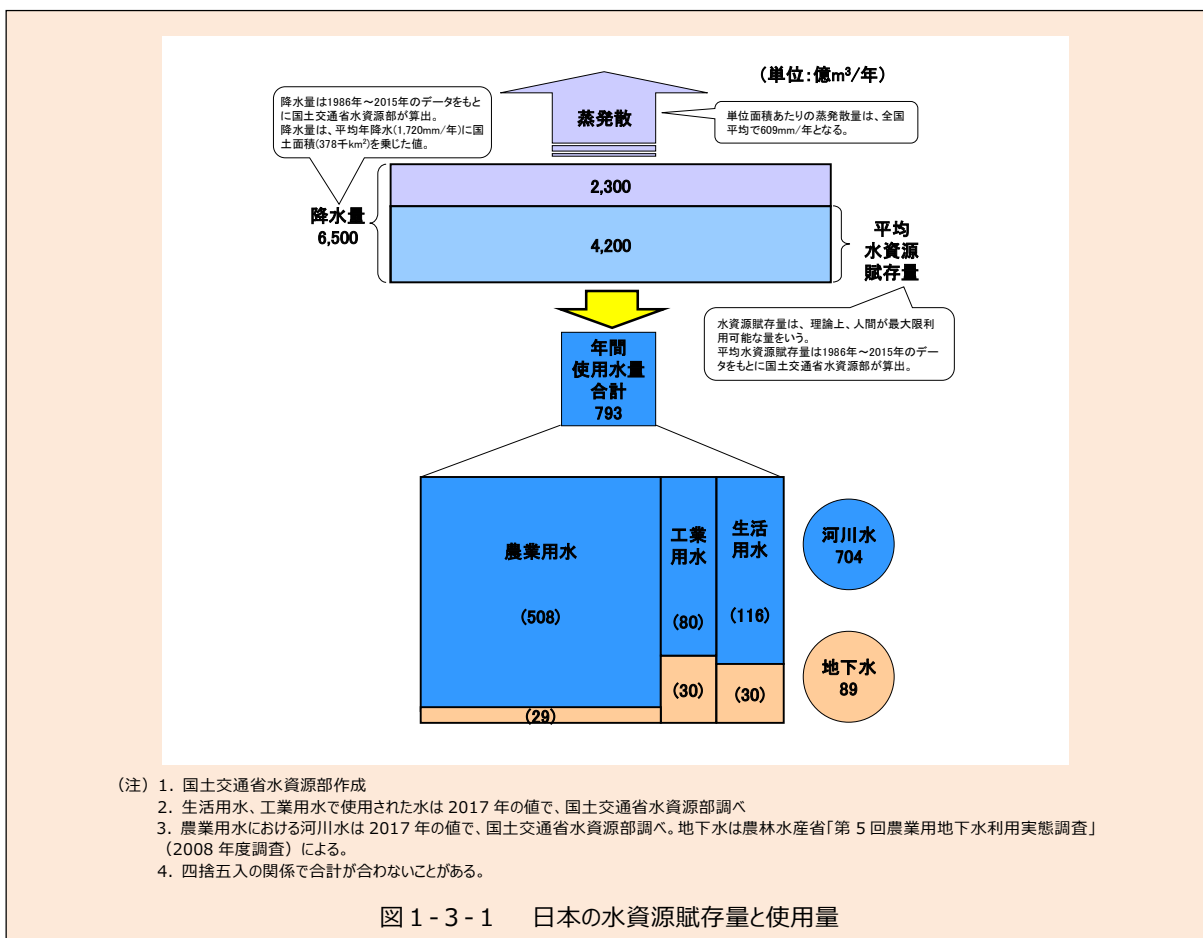 (単位:億m³/年)
蒸発散
降水量は1986年～2015年のデータをもと
に国土交通省水資源部が算出。
降水量は、平均年降水(1,720mm/年)に国
土面積(378千km²)を乗じた値。
単位面積あたりの蒸発散量は、全国
平均で609mm/年となる。
2,300
降水量
6,500
4,200
平均
水資源
賦存量
水資源賦存量は、理論上、人間が最大限利
用可能な量をいう。
平均水資源賦存量は1986年～2015年のデー
タをもとに国土交通省水資源部が算出。
年間
使用水量
合計
793
農業用水
(508)
(29)
工業
用水
(80)
(30)
生活
用水
(116)
(30)
河川水
704
地下水
89
（注）1. 国土交通省水資源部作成
2. 生活用水、工業用水で使用された水は 2017 年の値で、国土交通省水資源部調べ
3. 農業用水における河川水は 2017 年の値で、国土交通省水資源部調べ。地下水は農林水産省「第 5 回農業用地下水利用実態調査」
（2008 年度調査）による。
4. 四捨五入の関係で合計が合わないことがある。
図１-３-１　日本の水資源賦存量と使用量